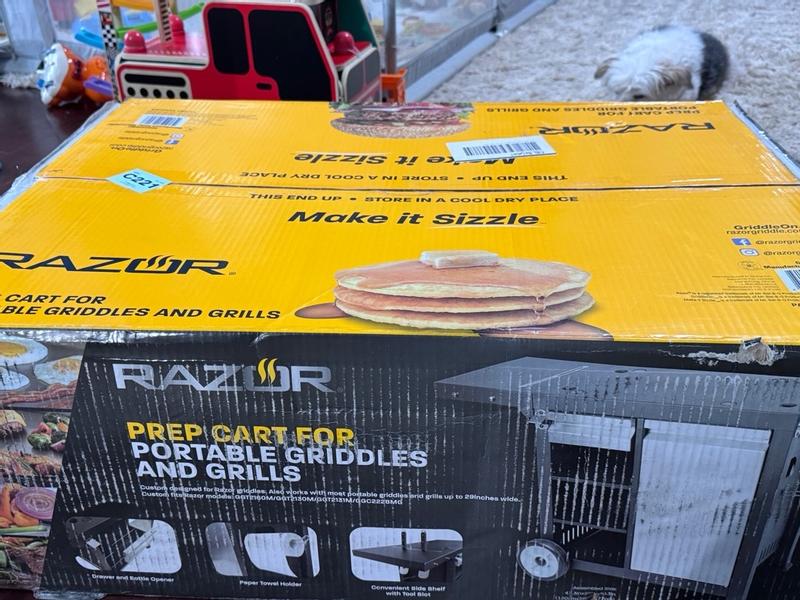 PREP CART FOR
PORTABLE GRIDDLES AND GRILLS
RAZOR
Make it Sizzle
THIS END UP • STORE IN A COOL DRY PLACE
GriddleOn
C221
THIS END UP • STORE IN A COOL DRY PLACE
Make it Sizzle
GriddleOn
razorgriddle.co
@razorgri
@razorg
RAZOR
CART FOR
BLE GRIDDLES AND GRILLS
RAZOR
PREP CART FOR
PORTABLE GRIDDLES
AND GRILLS
Custom designed for Razor griddles. Also works with most portable griddles and grills up to 29inches wide.
Drawer and Bottle Opener
Paper Towel Holder
Convenient Side Shelf
with Tool Slot